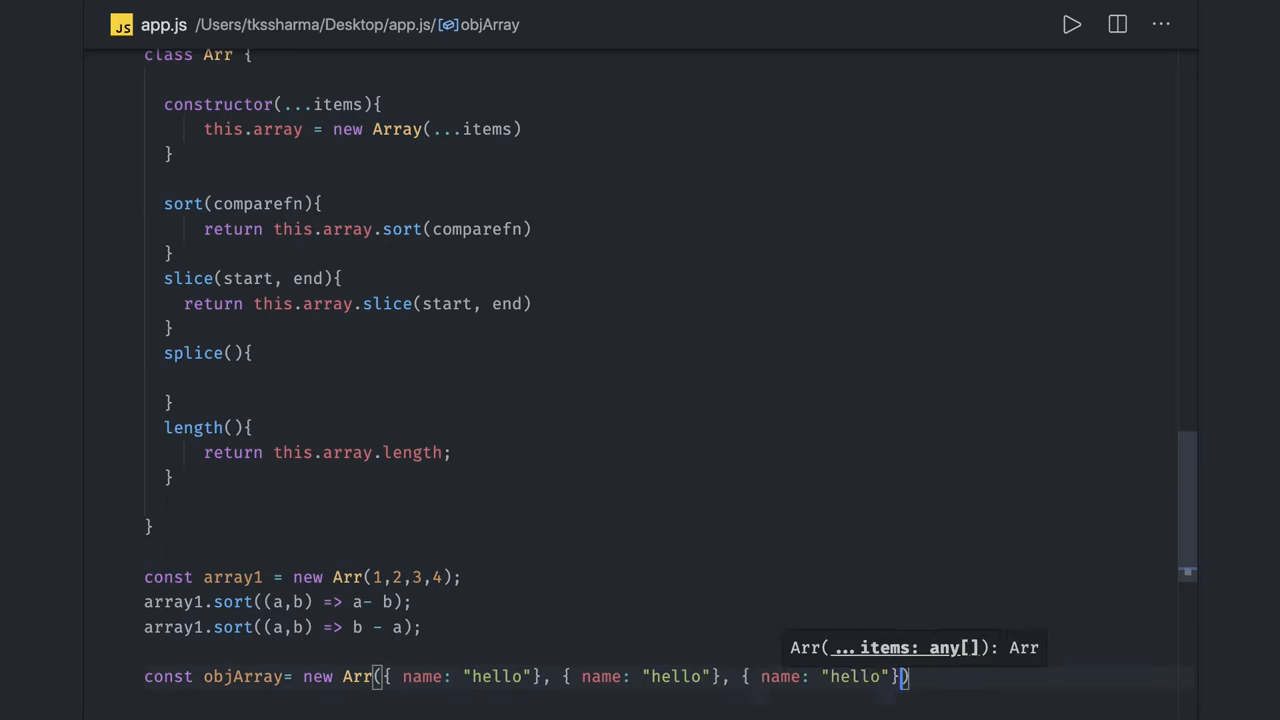 JS app.js /Users/tkssharma/Desktop/app.js/ objArray
class Arr {
constructor(...items){
this.array = new Array(...items)
}
sort(comparefn){
return this.array.sort(comparefn)
}
slice(start, end){
return this.array.slice(start, end)
}
splice(){
}
length(){
return this.array.length;
}
}
const array1 = new Arr(1,2,3,4);
array1.sort((a,b) => a- b);
array1.sort((a,b) => b - a);
Arr(...items: any[]): Arr
const objArray= new Arr({ name: "hello"}, { name: "hello"}, { name: "hello"})